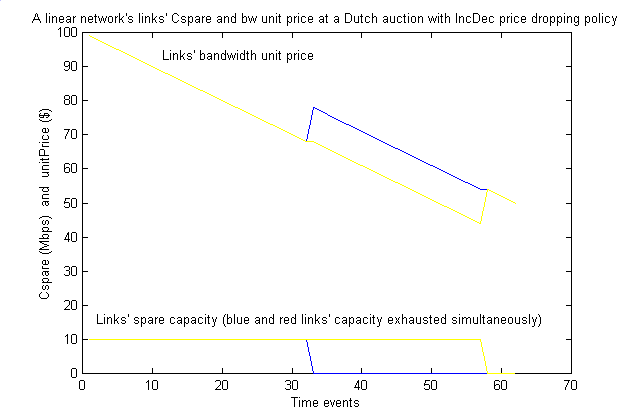 A linear network's links' Cspare and bw unit price at a Dutch auction with IncDec price dropping policy
100
90
80
70
60
50
40
30
20
10
0
Cspare (Mbps) and unitPrice ($)
Links' bandwidth unit price
Links' spare capacity (blue and red links' capacity exhausted simultaneously)
0 10 20 30 40 50 60 70
Time events